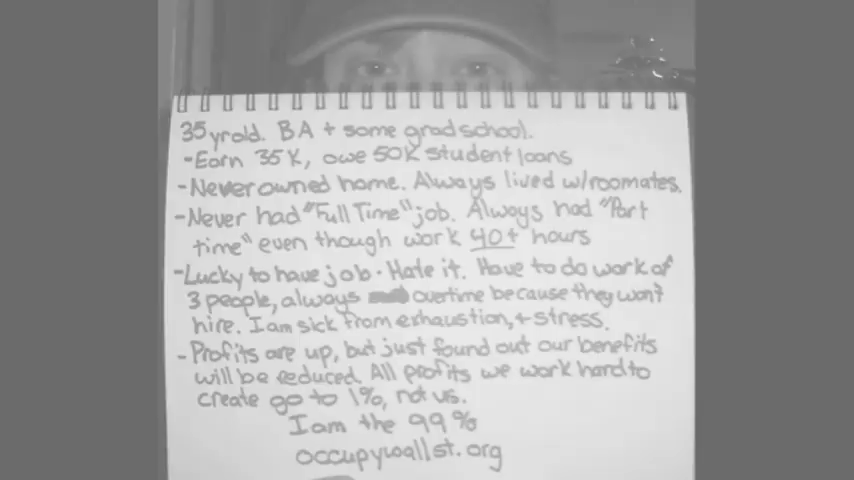 35 yr old. BA + some grad school.
- Earn 35K, owe 50K student loans
- Never owned home. Always lived w/roomates.
- Never had "Full Time" job. Always had "Part
time" even though work 40+ hours
- Lucky to have job. Hate it. Have to do work of
3 people, always overtime because they won't
hire. I am sick from exhaustion, + stress.
- Profits are up, but just found out our benefits
will be reduced. All profits we work hard to
create go to 1%, not us.
I am the 99%
occupywallst.org